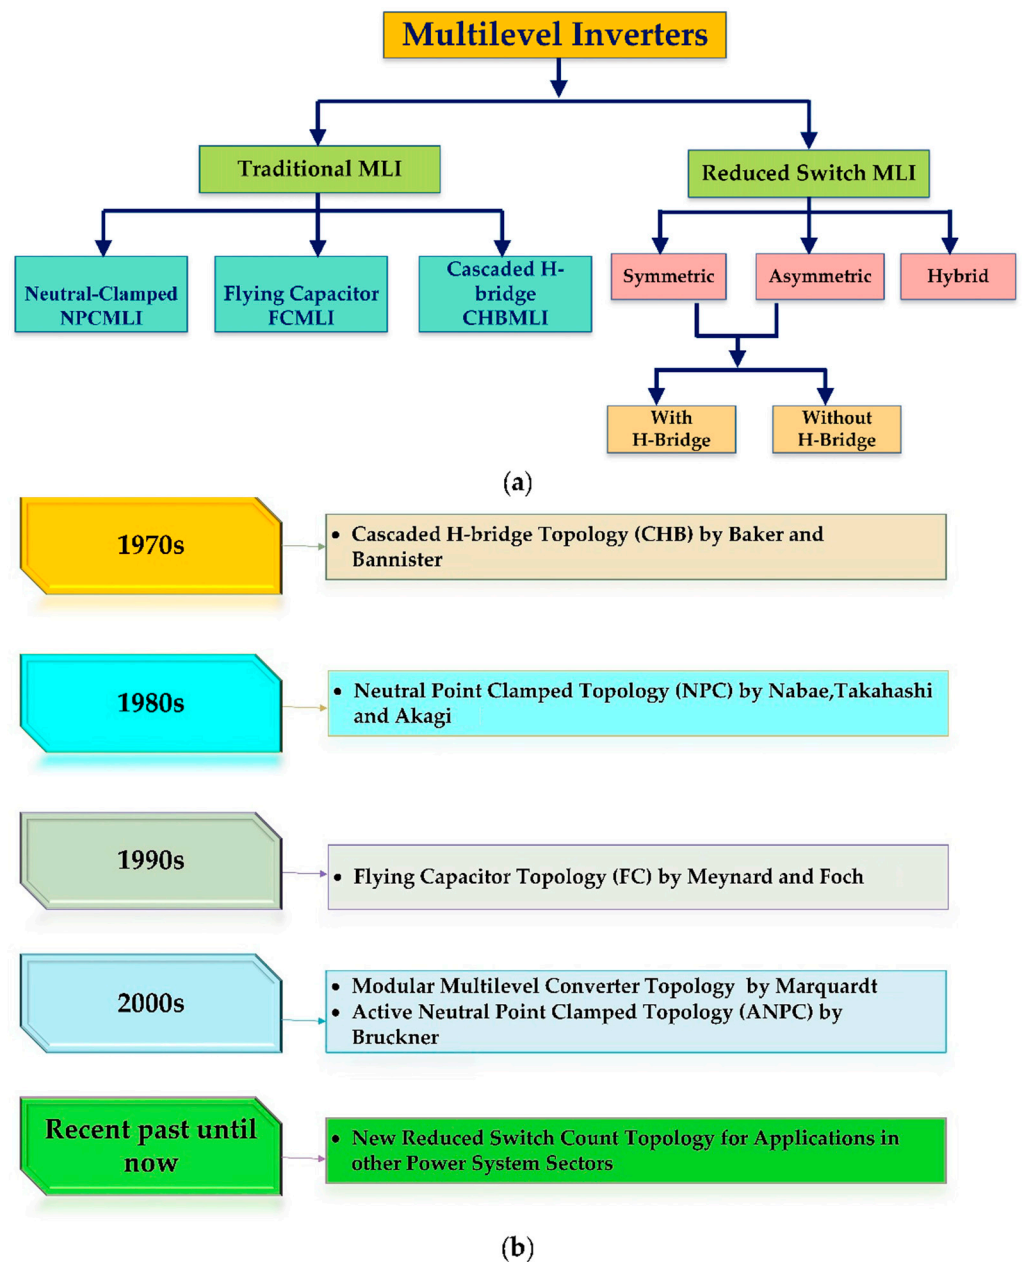 Multilevel Inverters
Traditional MLI
Reduced Switch MLI
Neutral-Clamped
NPCMLI
Flying Capacitor
FCMLI
Cascaded H-
bridge
CHBMLI
Symmetric
Asymmetric
Hybrid
With
H-Bridge
Without
H-Bridge
(a)
1970s
• Cascaded H-bridge Topology (CHB) by Baker and
Bannister
1980s
• Neutral Point Clamped Topology (NPC) by Nabae,Takahashi
and Akagi
1990s
• Flying Capacitor Topology (FC) by Meynard and Foch
2000s
• Modular Multilevel Converter Topology by Marquardt
• Active Neutral Point Clamped Topology (ANPC) by
Bruckner
Recent past until
now
• New Reduced Switch Count Topology for Applications in
other Power System Sectors
(b)